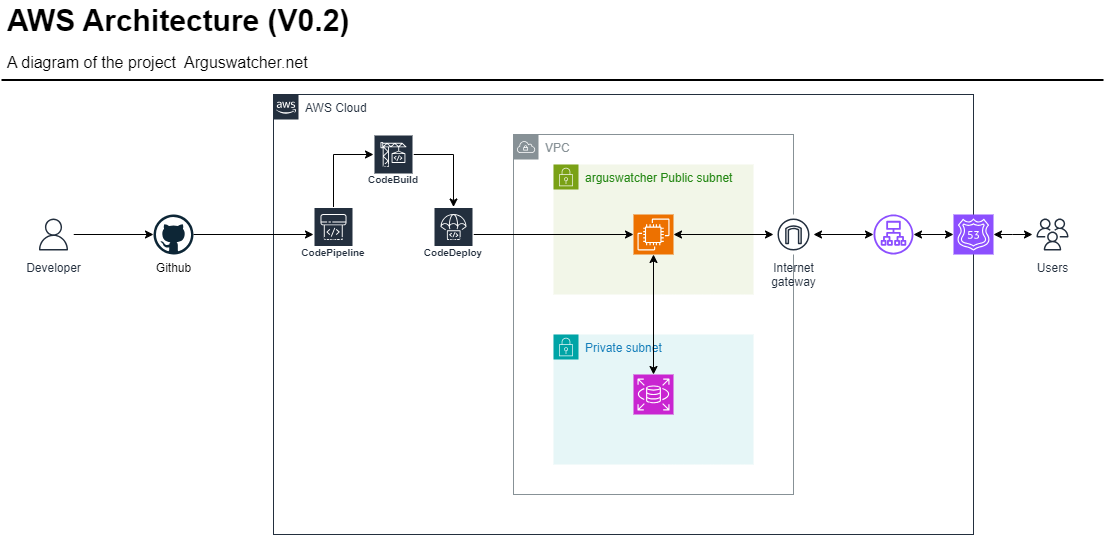 AWS Architecture (V0.2)
A diagram of the project Arguswatcher.net
aws
AWS Cloud
VPC
CodeBuild
arguswatcher Public subnet
Developer
Github
CodePipeline
CodeDeploy
Internet
gateway
53
Users
Private subnet